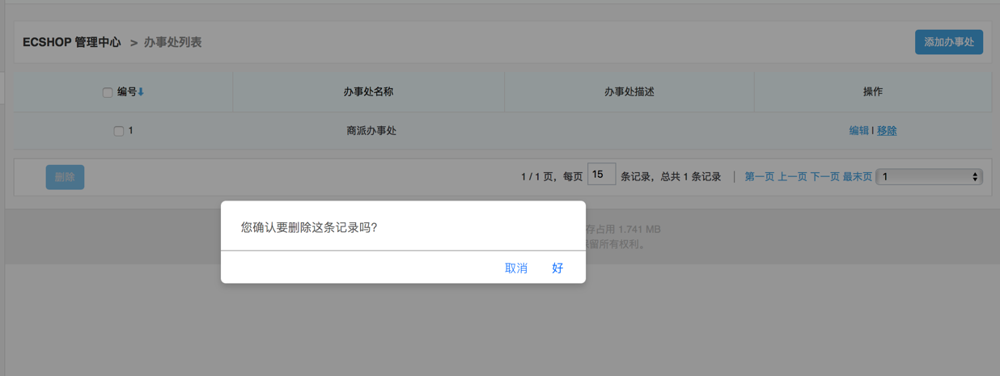 ECSHOP 管理中心 > 办事处列表
添加办事处
编号 办事处名称 办事处描述 操作
1 商派办事处 编辑 | 移除
删除 1 / 1 页，每页 15 条记录，总共 1 条记录 | 第一页 上一页 下一页 最末页 1
您确认要删除这条记录吗?
存占用 1.741 MB
留所有权利。
取消 好